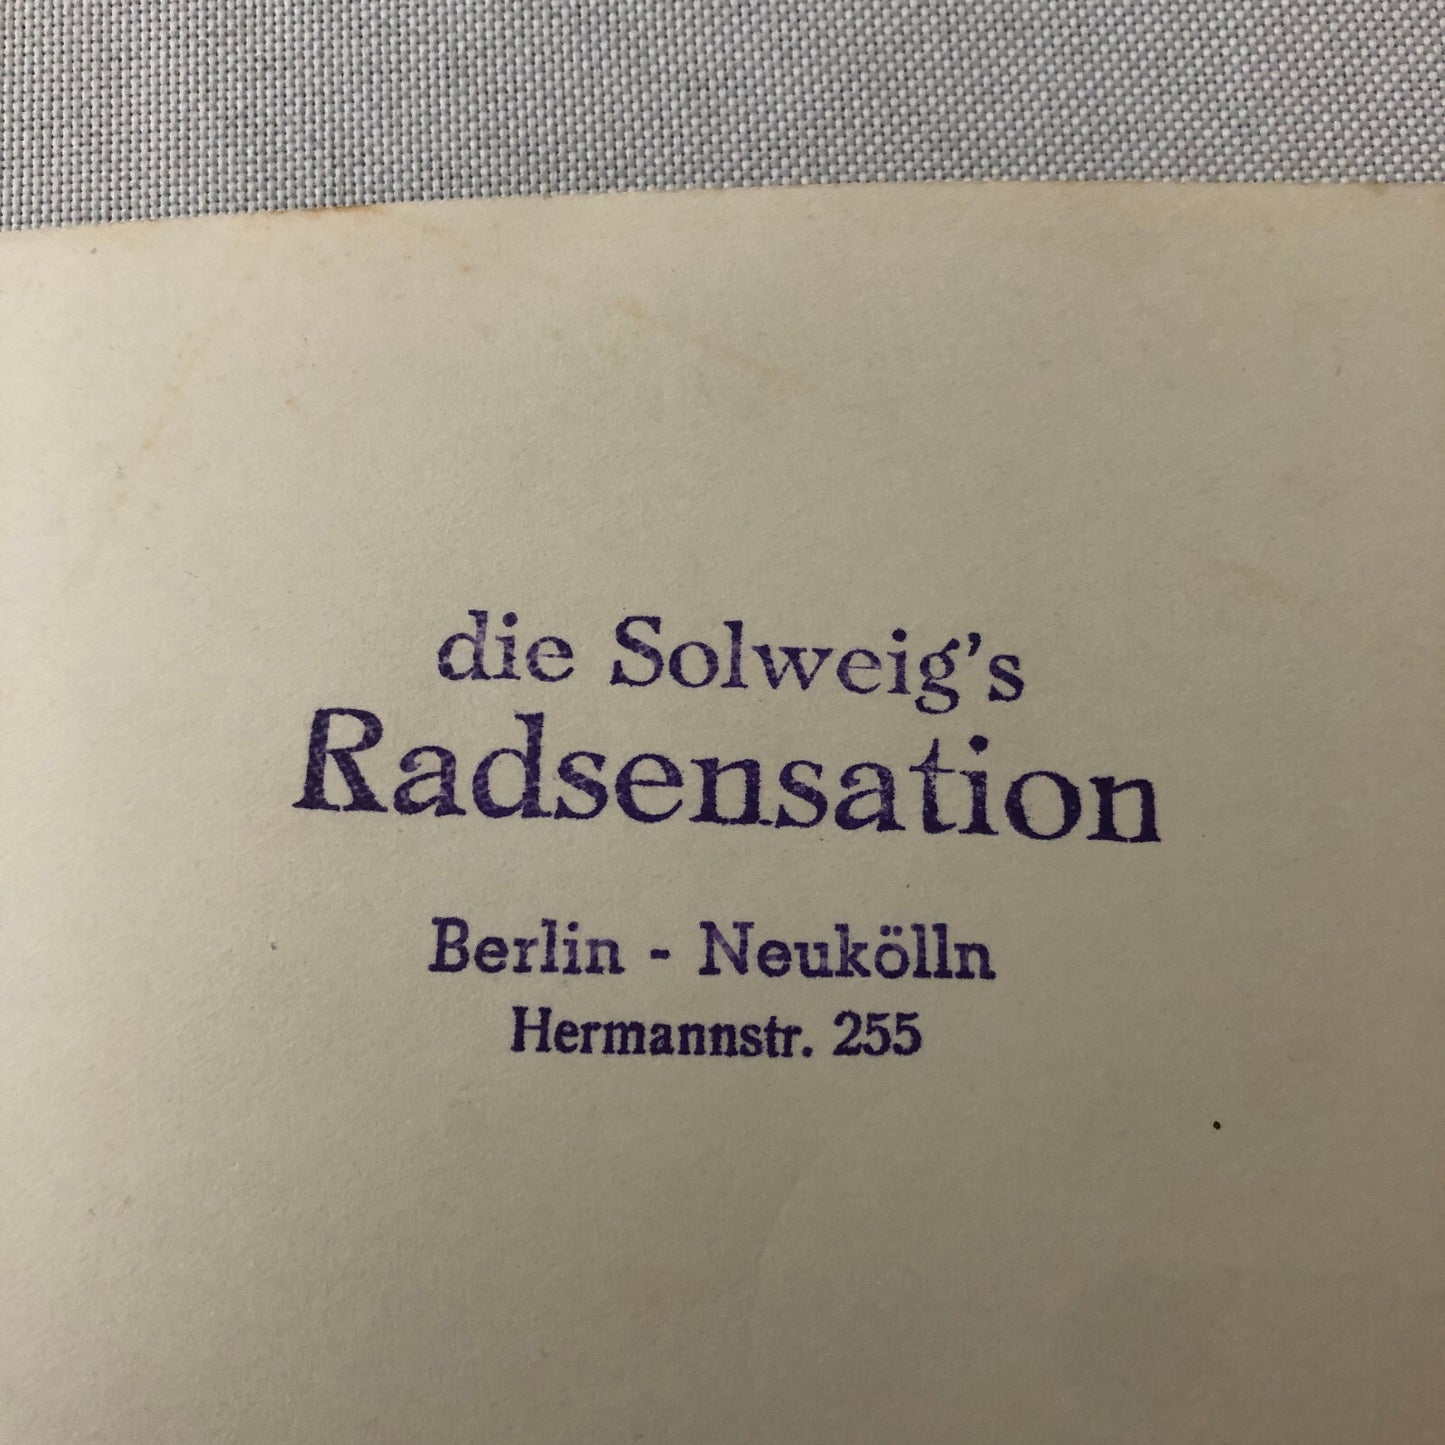 die Solweig's
Radsensation
Berlin - Neukölln
Hermannstr. 255